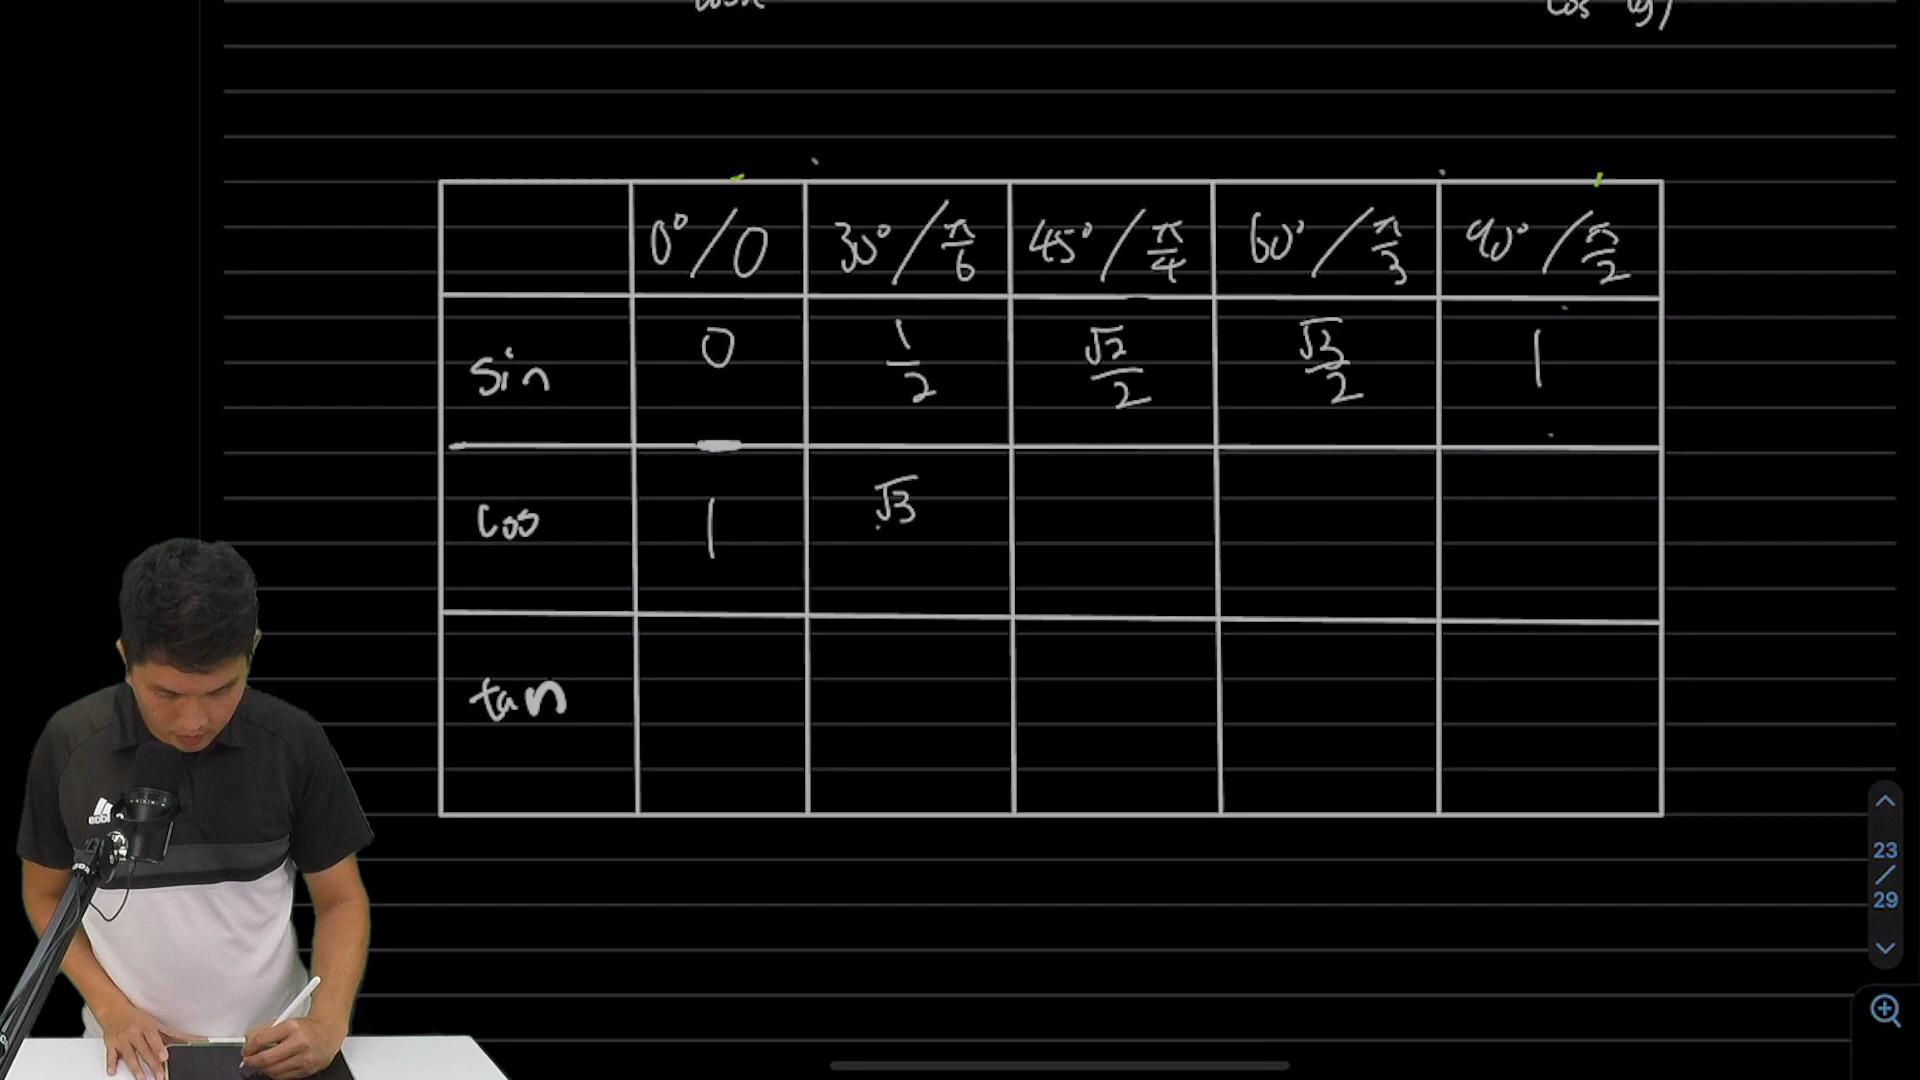 0° / 0 30° / π/6 45° / π/4 60° / π/3 90° / π/2
sin 0 1/2 √2/2 √3/2 1
cos 1 √3
tan
23
/
29